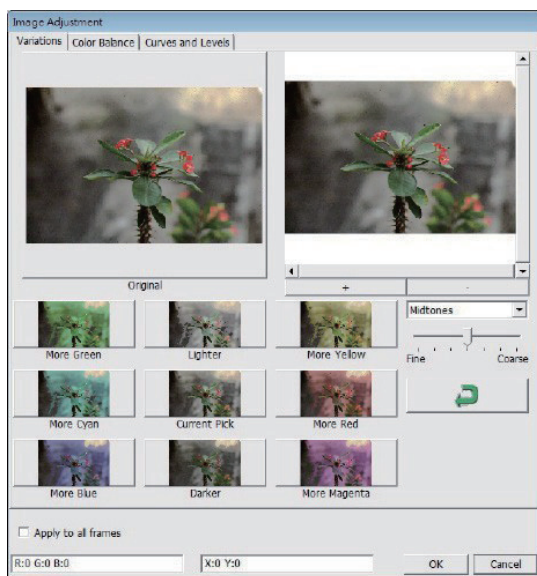 Image Adjustment
Variations Color Balance Curves and Levels
Original
+ -
Midtones
Fine Coarse
More Green Lighter More Yellow
More Cyan Current Pick More Red
More Blue Darker More Magenta
Apply to all frames
R:0 G:0 B:0 X:0 Y:0 OK Cancel